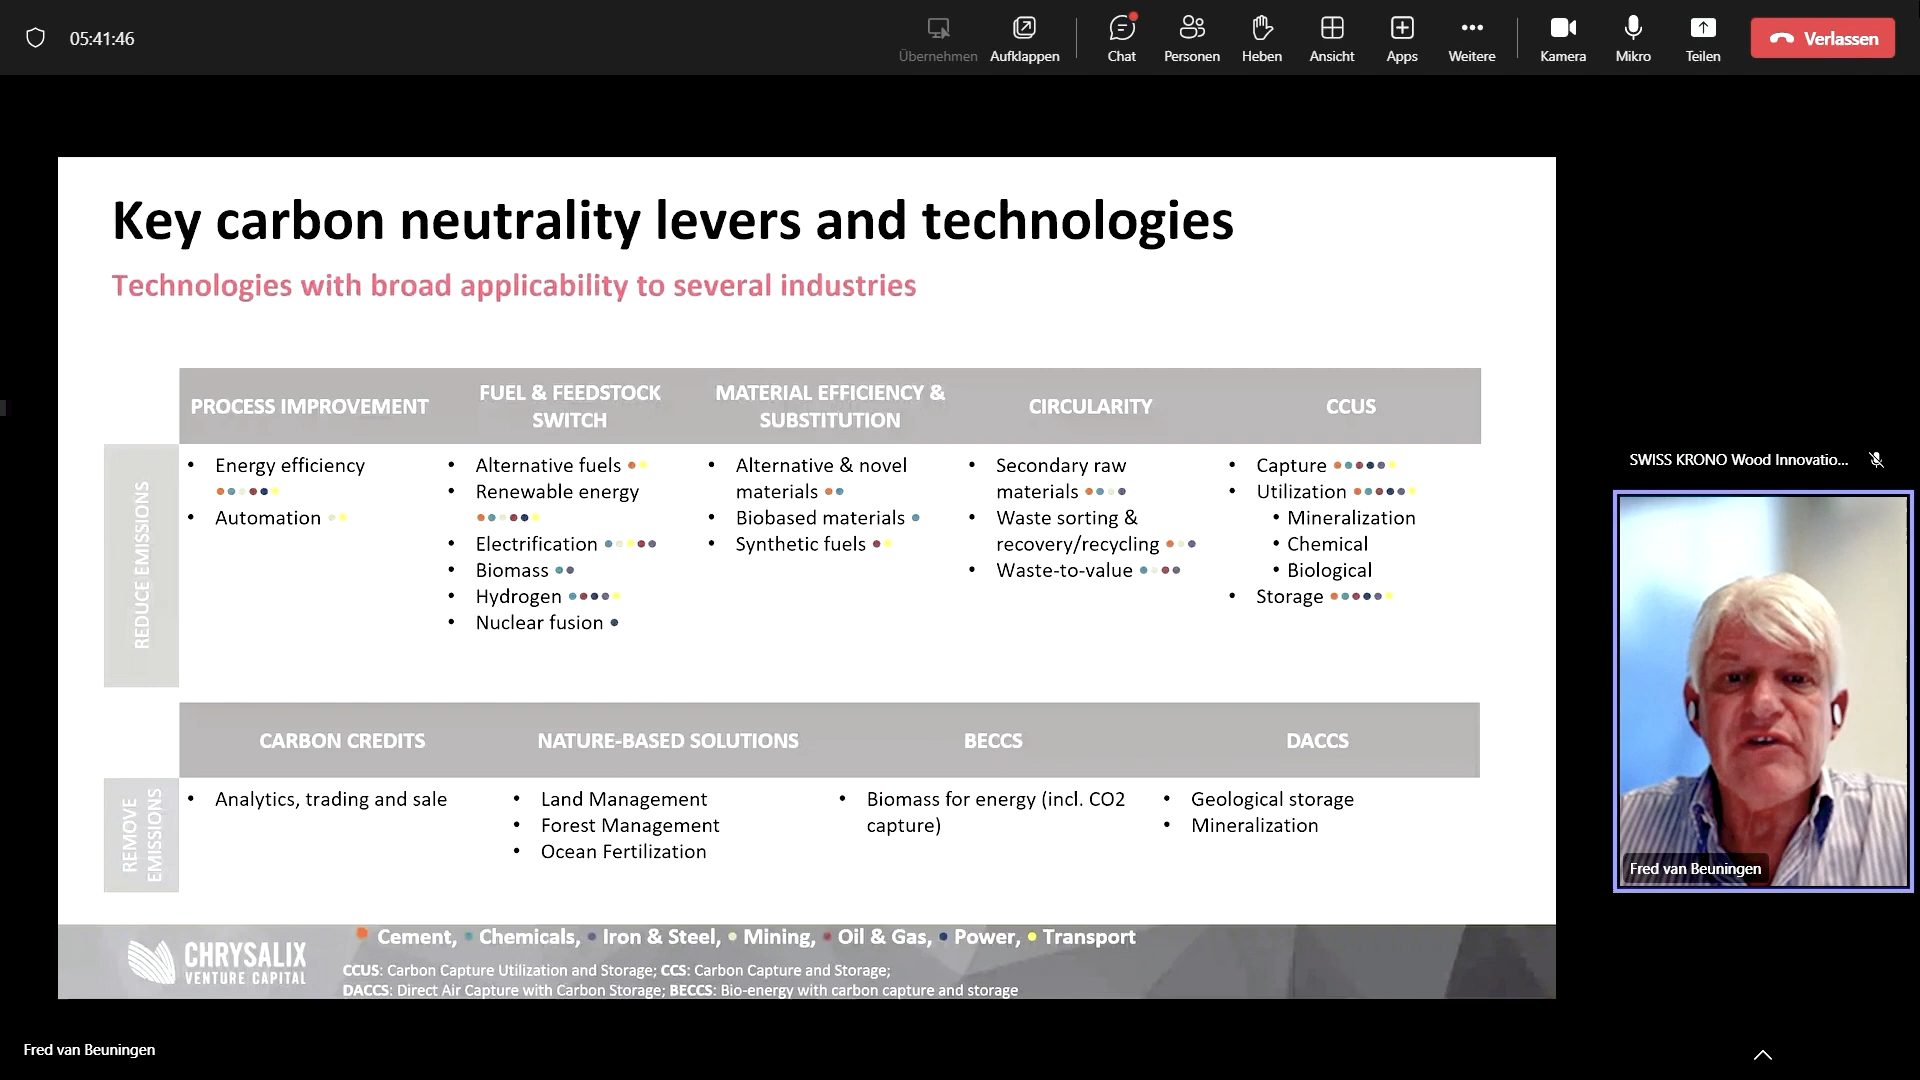 05:41:46
Übernehmen
Aufklappen
Chat
Personen
Heben
Ansicht
Apps
Weitere
Kamera
Mikro
Teilen
Verlassen
Key carbon neutrality levers and technologies
Technologies with broad applicability to several industries
PROCESS IMPROVEMENT
FUEL & FEEDSTOCK
SWITCH
MATERIAL EFFICIENCY &
SUBSTITUTION
CIRCULARITY
CCUS
REDUCE EMISSIONS
• Energy efficiency
• Automation
• Alternative fuels
• Renewable energy
• Electrification
• Biomass
• Hydrogen
• Nuclear fusion
• Alternative & novel
materials
• Biobased materials
• Synthetic fuels
• Secondary raw
materials
• Waste sorting &
recovery/recycling
• Waste-to-value
• Capture
• Utilization
• Mineralization
• Chemical
• Biological
• Storage
CARBON CREDITS
NATURE-BASED SOLUTIONS
BECCS
DACCS
REMOVE
EMISSIONS
• Analytics, trading and sale
• Land Management
• Forest Management
• Ocean Fertilization
• Biomass for energy (incl. CO2
capture)
• Geological storage
• Mineralization
CHRYSALIX
VENTURE CAPITAL
Cement, • Chemicals, • Iron & Steel, • Mining, • Oil & Gas, • Power, • Transport
CCUS: Carbon Capture Utilization and Storage; CCS: Carbon Capture and Storage;
DACCS: Direct Air Capture with Carbon Storage; BECCS: Bio-energy with carbon capture and storage
SWISS KRONO Wood Innovatio...
Fred van Beuningen
Fred van Beuningen